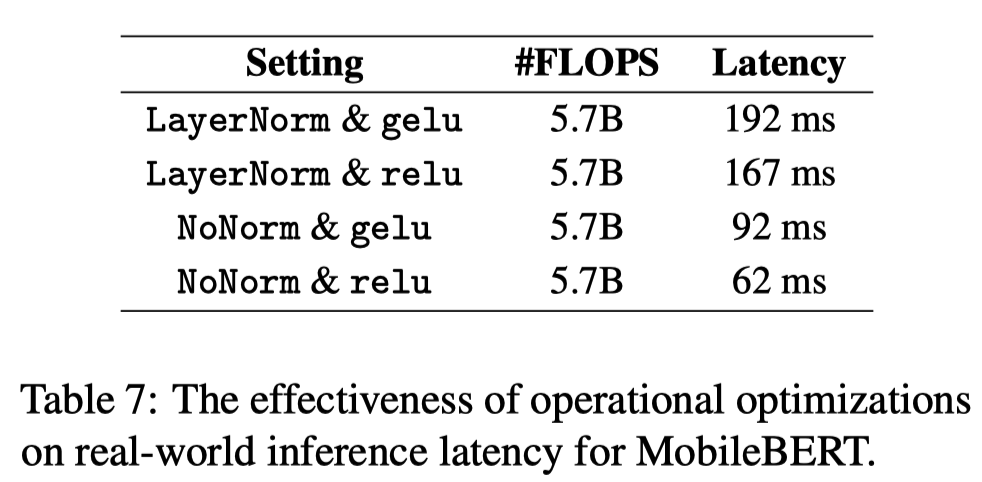 Setting #FLOPS Latency
LayerNorm & gelu 5.7B 192 ms
LayerNorm & relu 5.7B 167 ms
NoNorm & gelu 5.7B 92 ms
NoNorm & relu 5.7B 62 ms
Table 7: The effectiveness of operational optimizations
on real-world inference latency for MobileBERT.